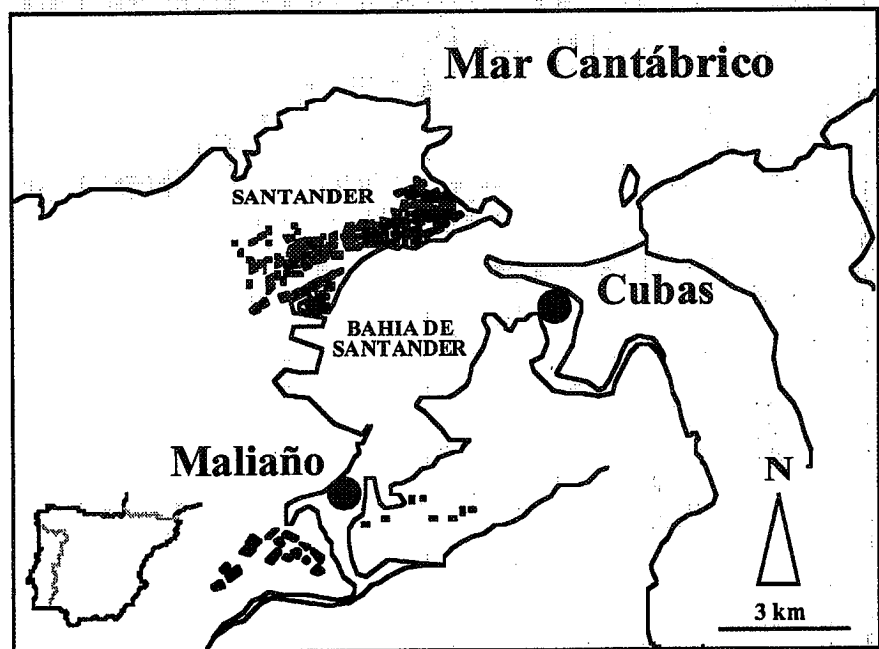 Mar Cantábrico
SANTANDER
Cubas
BAHIA DE
SANTANDER
Maliaño
N
3 km